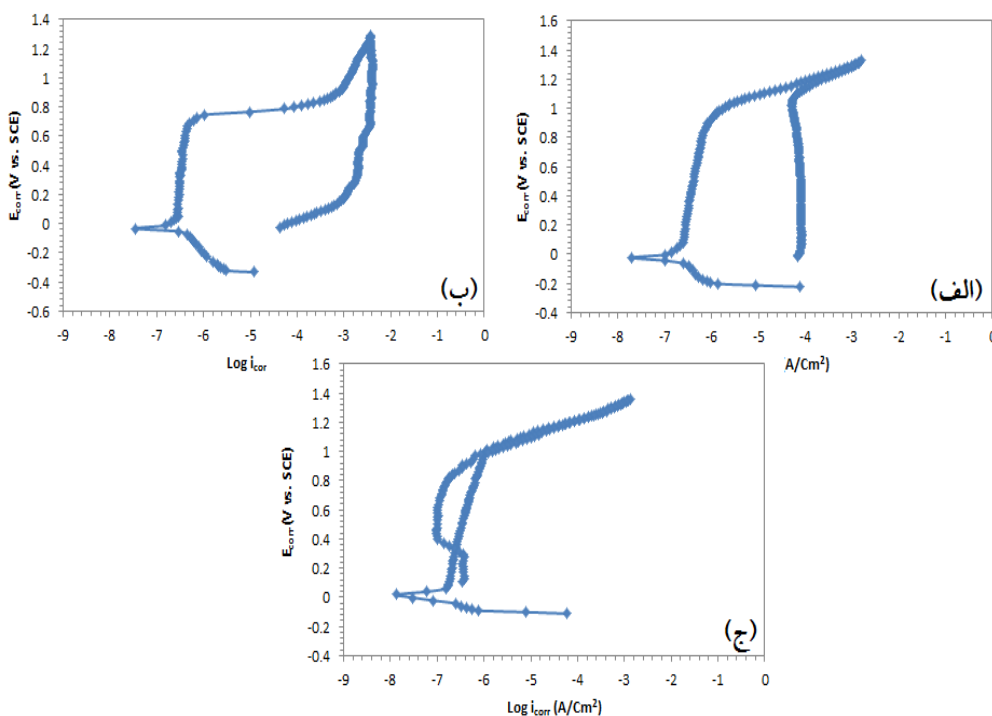 1.4
1.2
1
0.8
0.6
0.4
0.2
0
-0.2
-0.4
-0.6
E_corr (V vs. SCE)
-9 -8 -7 -6 -5 -4 -3 -2 -1 0
Log i_cor
(ب)
1.6
1.4
1.2
1
0.8
0.6
0.4
0.2
0
-0.2
-0.4
E_corr (V vs. SCE)
-9 -8 -7 -6 -5 -4 -3 -2 -1 0
A/Cm²)
(الف)
1.6
1.4
1.2
1
0.8
0.6
0.4
0.2
0
-0.2
-0.4
E_corr (V vs. SCE)
-9 -8 -7 -6 -5 -4 -3 -2 -1 0
Log i_corr (A/Cm²)
(ج)